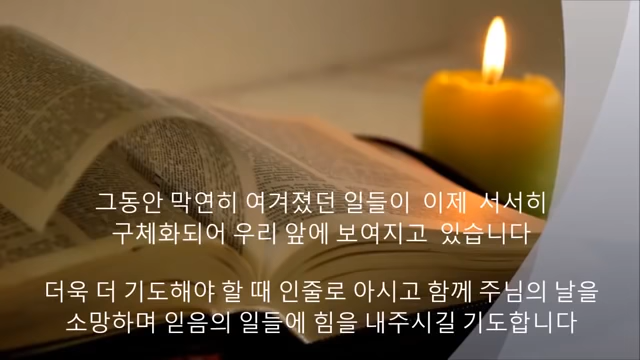 그동안 막연히 여겨졌던 일들이 이제 서서히
구체화되어 우리 앞에 보여지고 있습니다
더욱 더 기도해야 할 때 인줄로 아시고 함께 주님의 날을
소망하며 읻음의 일들에 힘을 내주시길 기도합니다